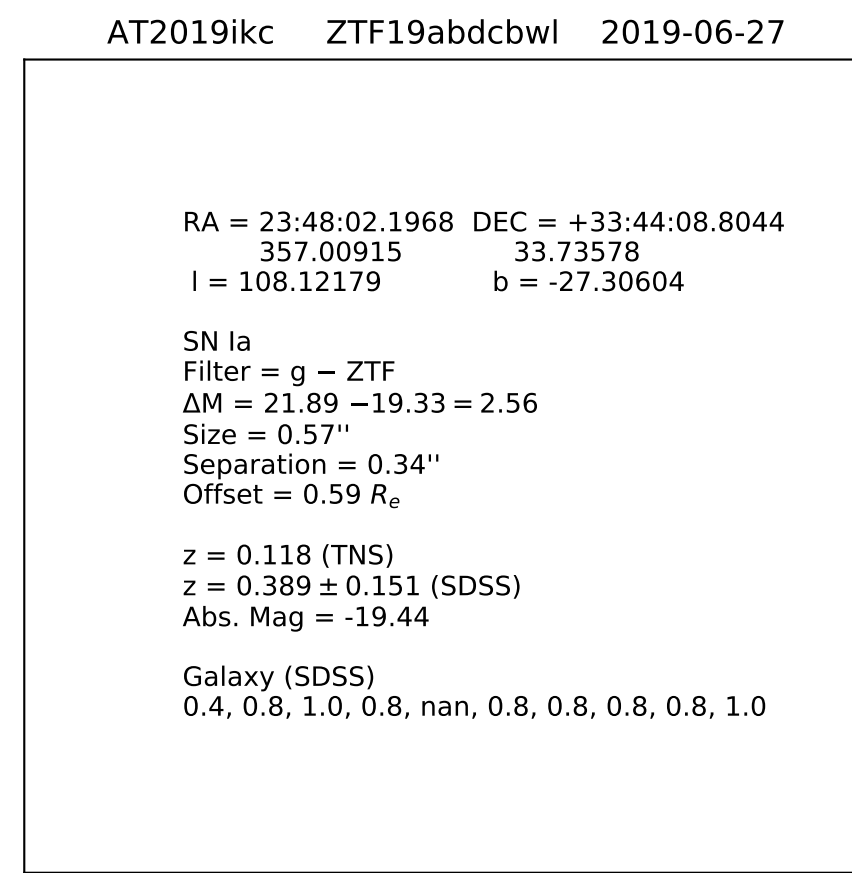 AT2019ikc ZTF19abdcbwl 2019-06-27
RA = 23:48:02.1968 DEC = +33:44:08.8044
357.00915 33.73578
l = 108.12179 b = -27.30604
SN Ia
Filter = g − ZTF
ΔM = 21.89 −19.33 = 2.56
Size = 0.57''
Separation = 0.34''
Offset = 0.59 Rₑ
z = 0.118 (TNS)
z = 0.389 ± 0.151 (SDSS)
Abs. Mag = -19.44
Galaxy (SDSS)
0.4, 0.8, 1.0, 0.8, nan, 0.8, 0.8, 0.8, 0.8, 1.0